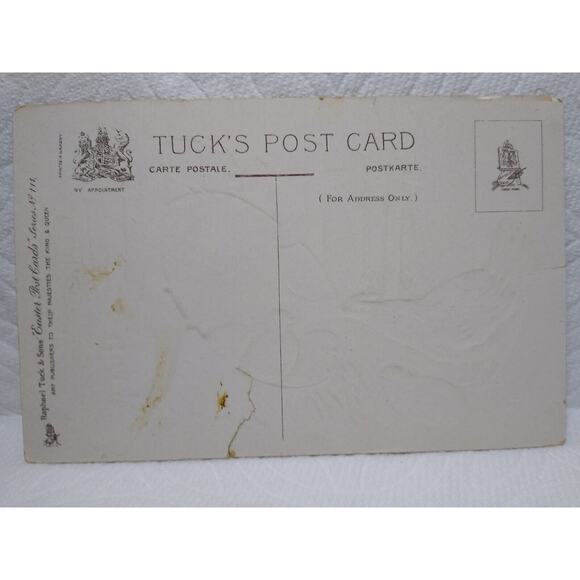 TUCK'S POST CARD
CARTE POSTALE.
POSTKARTE.
(FOR ADDRESS ONLY.)
BY APPOINTMENT
Raphael Tuck & Sons "Easter Post Cards" Series No. 111.
ART PUBLISHERS TO THEIR MAJESTIES THE KING & QUEEN